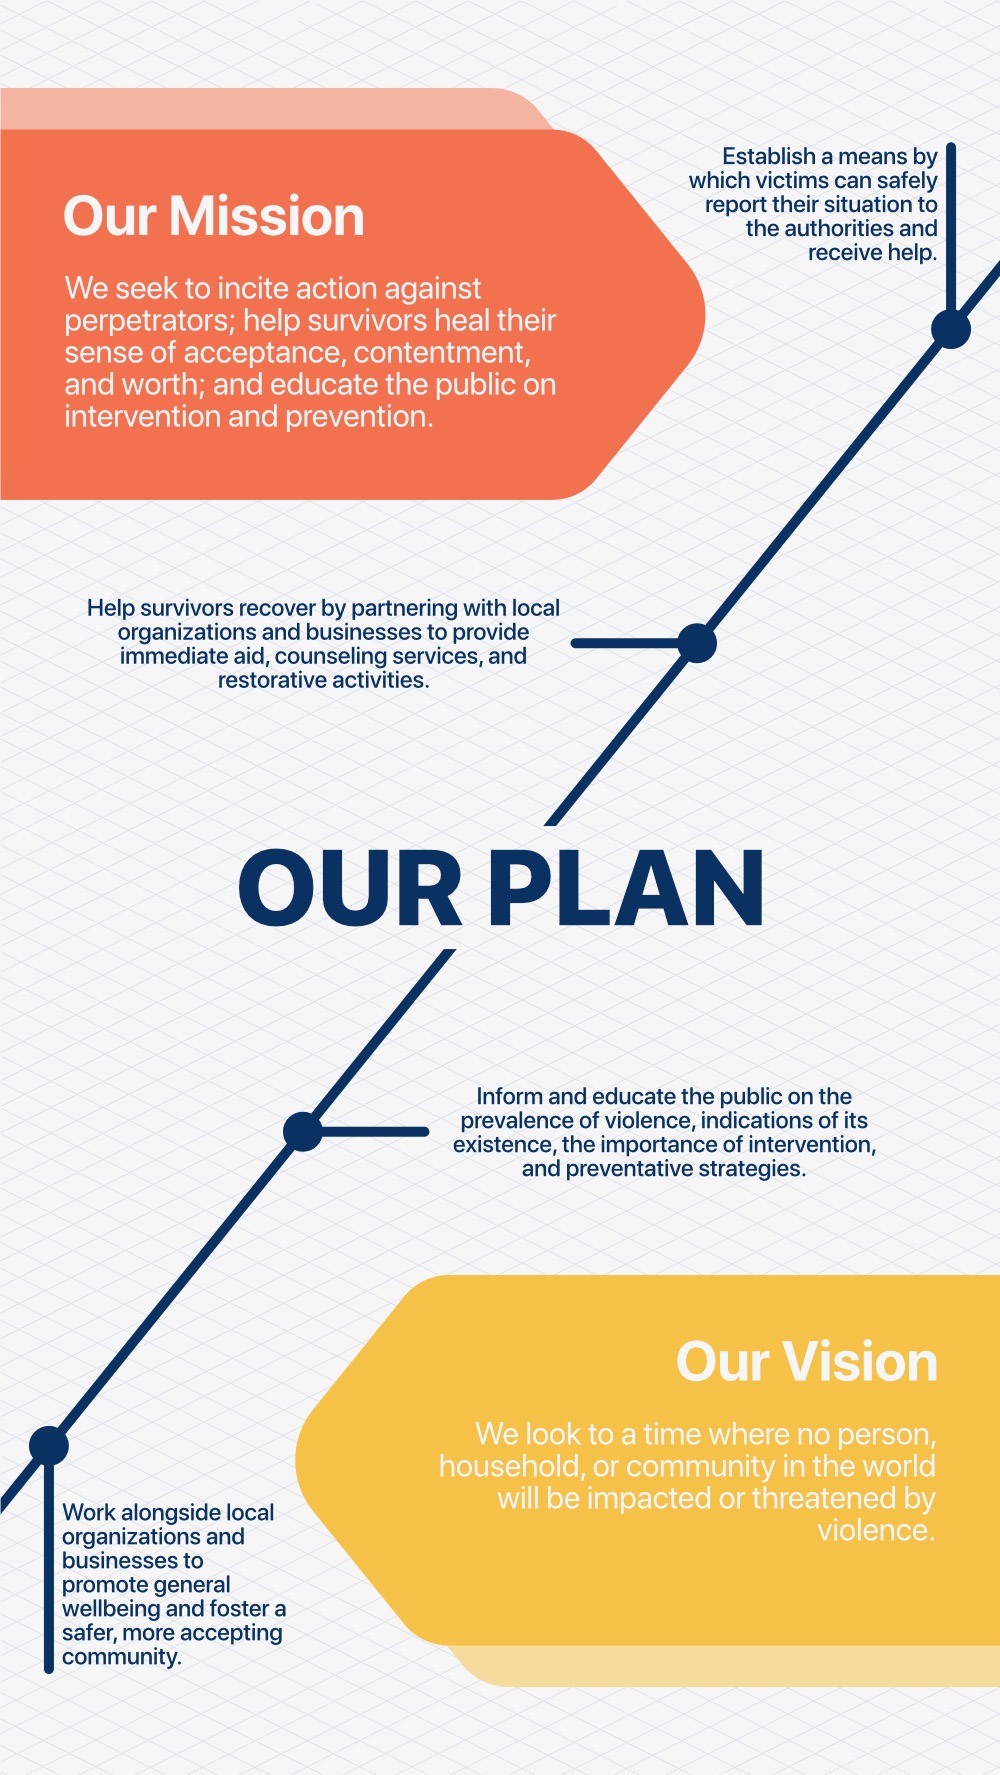 Our Mission
We seek to incite action against
perpetrators; help survivors heal their
sense of acceptance, contentment,
and worth; and educate the public on
intervention and prevention.
Establish a means by
which victims can safely
report their situation to
the authorities and
receive help.
Help survivors recover by partnering with local
organizations and businesses to provide
immediate aid, counseling services, and
restorative activities.
OUR PLAN
Inform and educate the public on the
prevalence of violence, indications of its
existence, the importance of intervention,
and preventative strategies.
Our Vision
We look to a time where no person,
household, or community in the world
will be impacted or threatened by
violence.
Work alongside local
organizations and
businesses to
promote general
wellbeing and foster a
safer, more accepting
community.